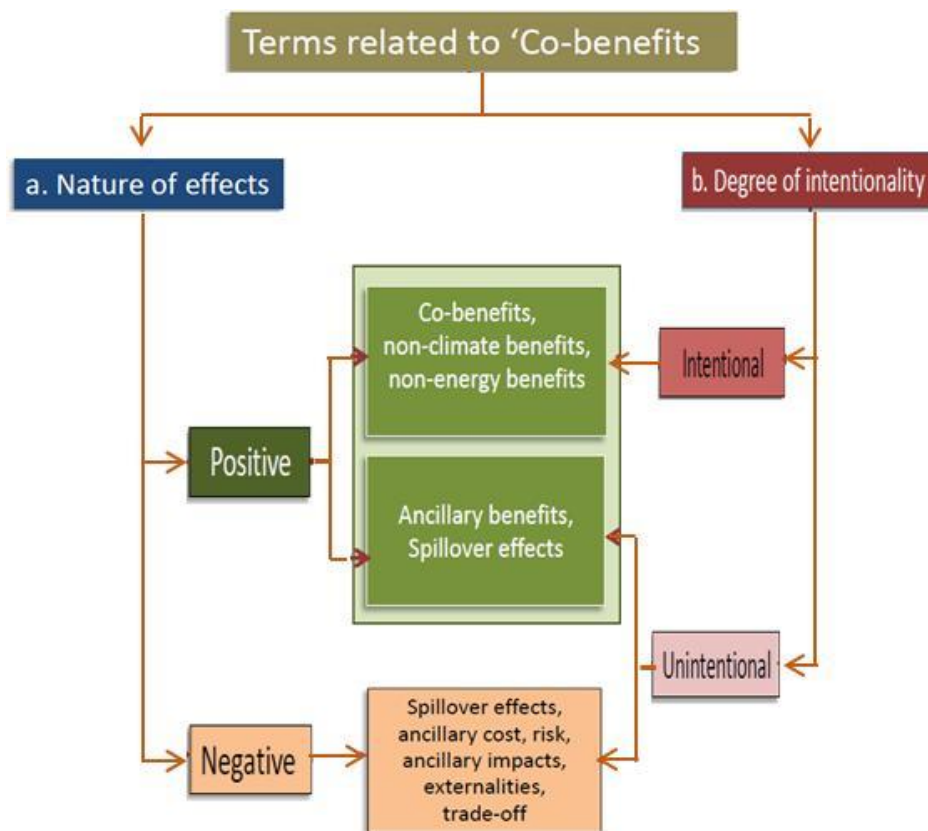 Terms related to ‘Co-benefits
a. Nature of effects
b. Degree of intentionality
Co-benefits,
non-climate benefits,
non-energy benefits
Intentional
Positive
Ancillary benefits,
Spillover effects
Unintentional
Negative
Spillover effects,
ancillary cost, risk,
ancillary impacts,
externalities,
trade-off